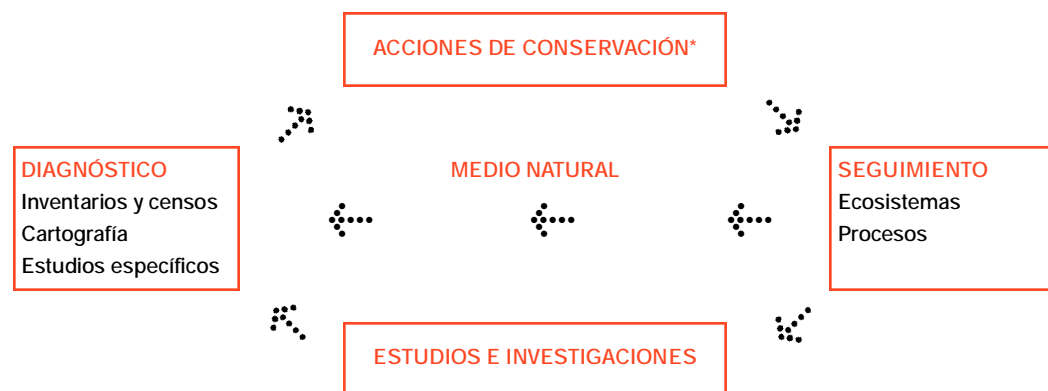 ACCIONES DE CONSERVACIÓN*
DIAGNÓSTICO
Inventarios y censos
Cartografía
Estudios específicos
MEDIO NATURAL
SEGUIMIENTO
Ecosistemas
Procesos
ESTUDIOS E INVESTIGACIONES